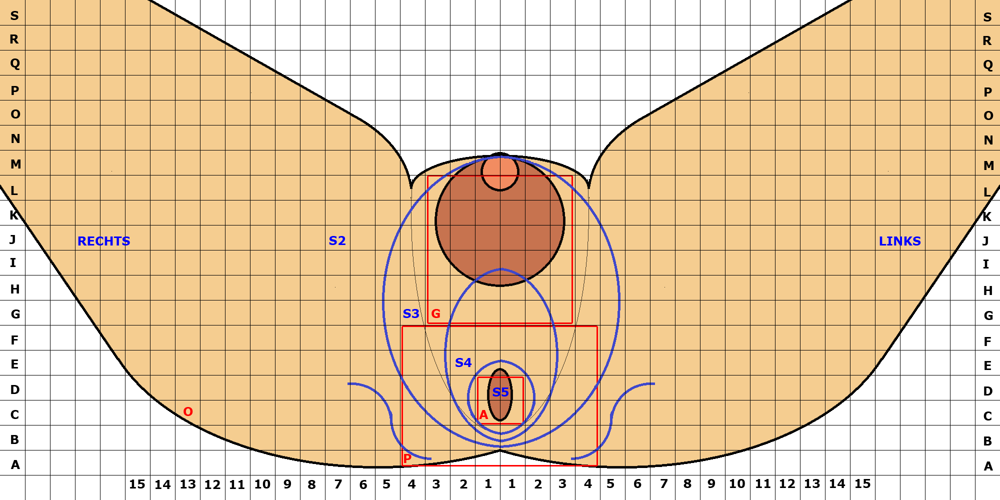 S S
R R
Q Q
P P
O O
N N
M M
L L
K K
J RECHTS S2 LINKS J
I I
H H
G S3 G G
F F
E S4 E
D S5 D
C O A C
B B
A P A
15 14 13 12 11 10 9 8 7 6 5 4 3 2 1 1 2 3 4 5 6 7 8 9 10 11 12 13 14 15